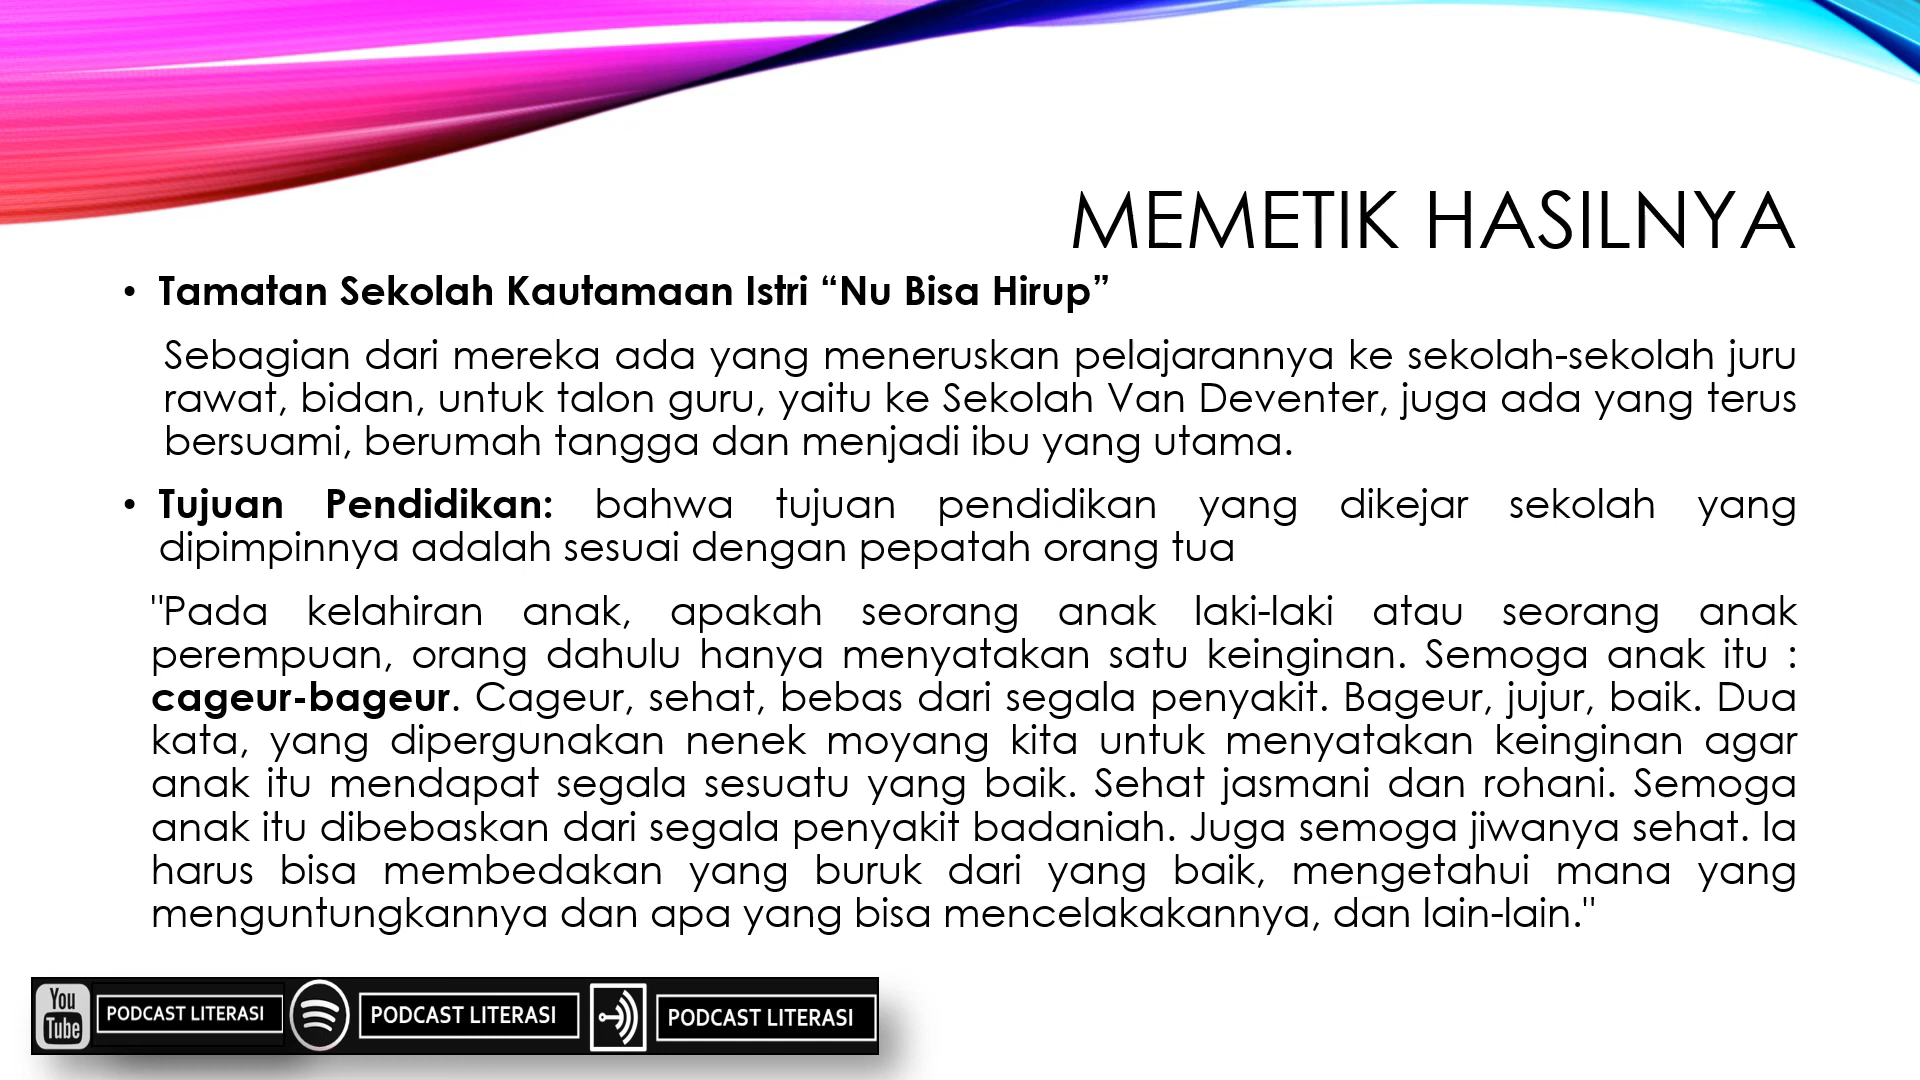 MEMETIK HASILNYA
• Tamatan Sekolah Kautamaan Istri “Nu Bisa Hirup”
Sebagian dari mereka ada yang meneruskan pelajarannya ke sekolah-sekolah juru
rawat, bidan, untuk talon guru, yaitu ke Sekolah Van Deventer, juga ada yang terus
bersuami, berumah tangga dan menjadi ibu yang utama.
• Tujuan Pendidikan: bahwa tujuan pendidikan yang dikejar sekolah yang
dipimpinnya adalah sesuai dengan pepatah orang tua
"Pada kelahiran anak, apakah seorang anak laki-laki atau seorang anak
perempuan, orang dahulu hanya menyatakan satu keinginan. Semoga anak itu :
cageur-bageur. Cageur, sehat, bebas dari segala penyakit. Bageur, jujur, baik. Dua
kata, yang dipergunakan nenek moyang kita untuk menyatakan keinginan agar
anak itu mendapat segala sesuatu yang baik. Sehat jasmani dan rohani. Semoga
anak itu dibebaskan dari segala penyakit badaniah. Juga semoga jiwanya sehat. Ia
harus bisa membedakan yang buruk dari yang baik, mengetahui mana yang
menguntungkannya dan apa yang bisa mencelakakannya, dan lain-lain."
You
Tube
PODCAST LITERASI
PODCAST LITERASI
PODCAST LITERASI